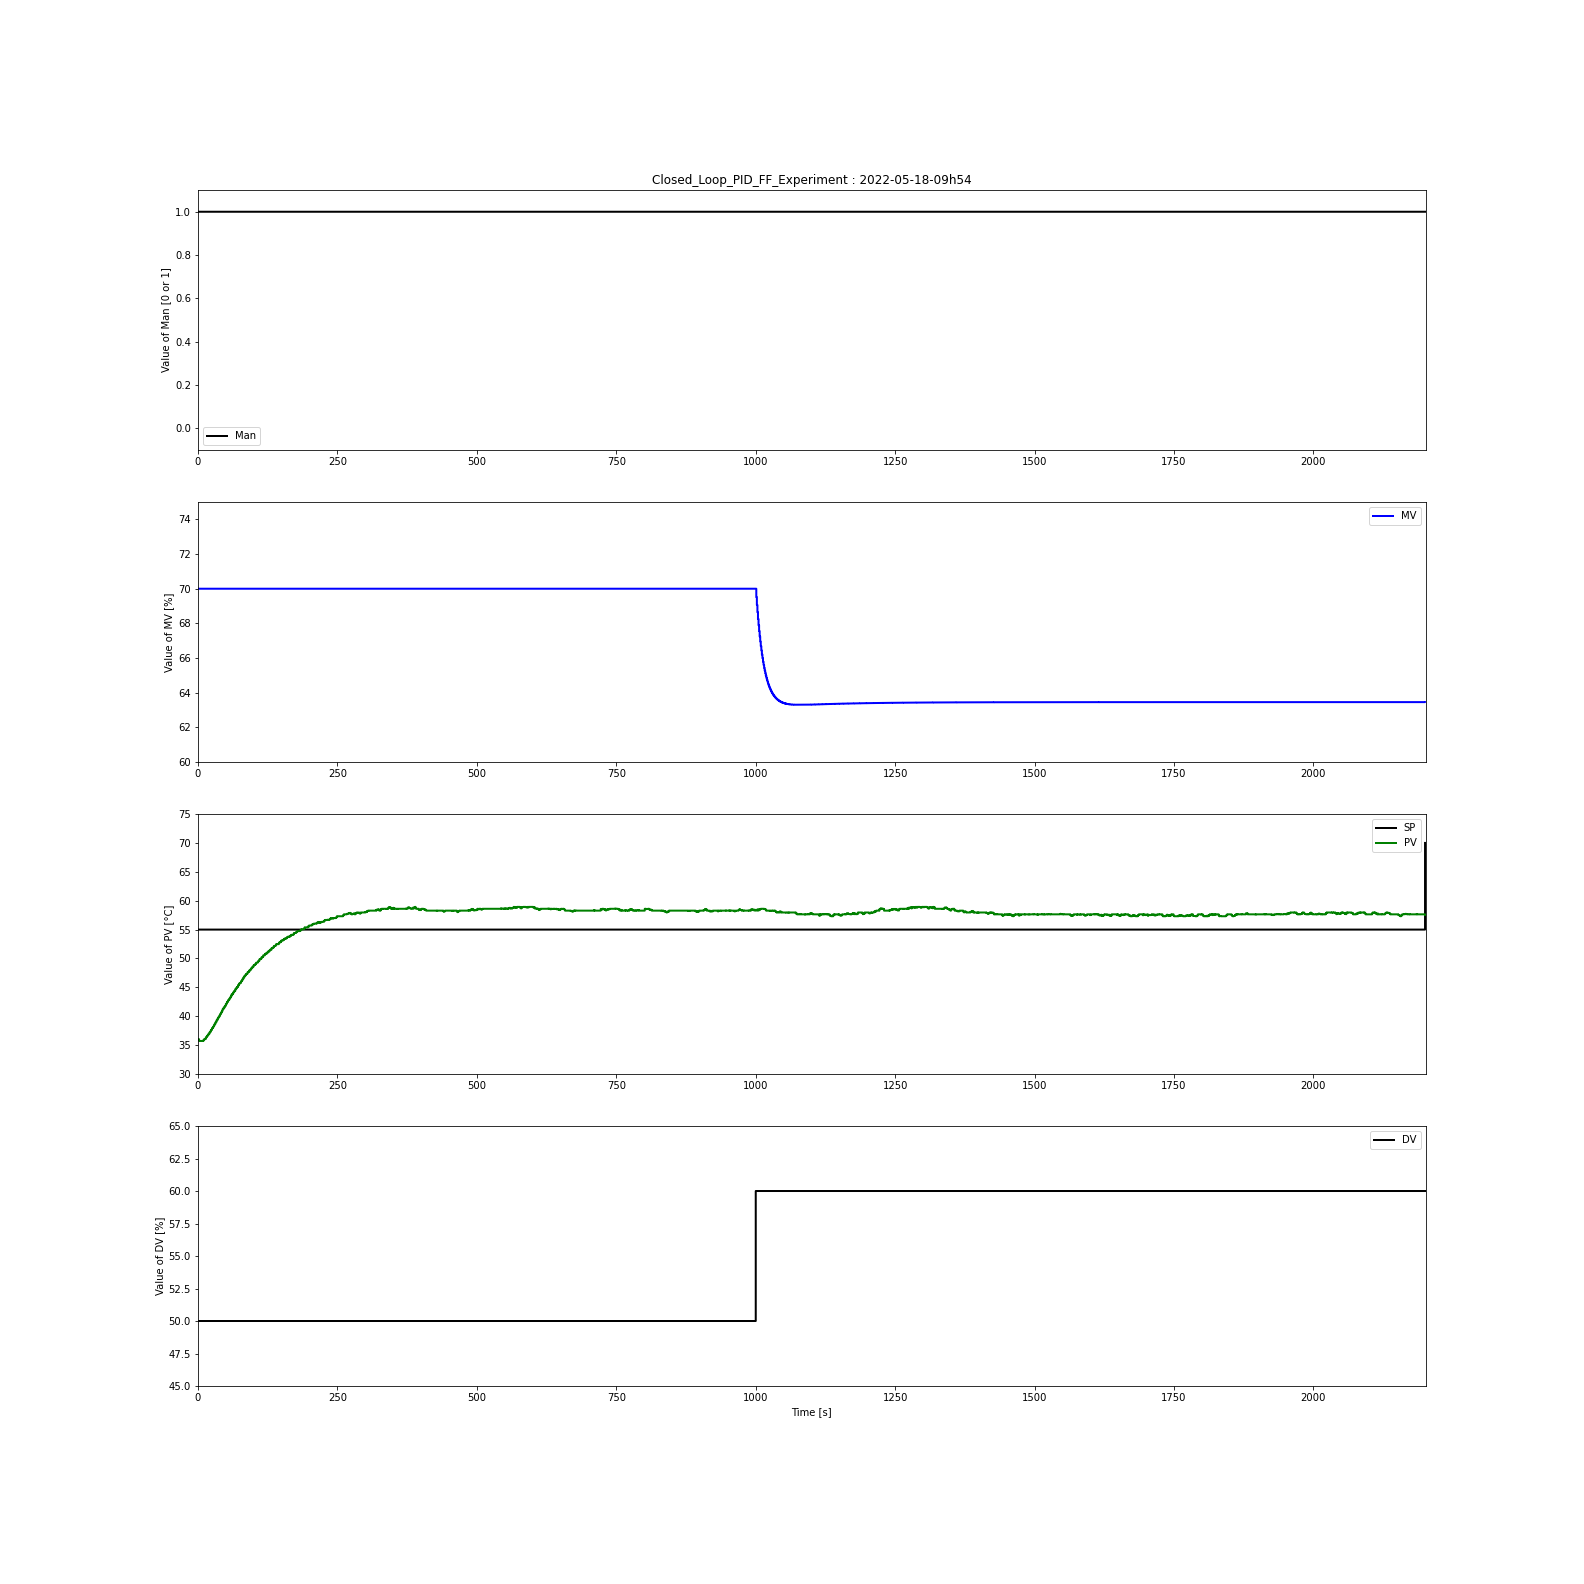 Closed_Loop_PID_FF_Experiment : 2022-05-18-09h54
Value of Man [0 or 1]
1.0
0.8
0.6
0.4
0.2
0.0
Man
0 250 500 750 1000 1250 1500 1750 2000
Value of MV [%]
74
72
70
68
66
64
62
60
MV
0 250 500 750 1000 1250 1500 1750 2000
Value of PV [°C]
75
70
65
60
55
50
45
40
35
30
SP
PV
0 250 500 750 1000 1250 1500 1750 2000
Value of DV [%]
65.0
62.5
60.0
57.5
55.0
52.5
50.0
47.5
45.0
DV
0 250 500 750 1000 1250 1500 1750 2000
Time [s]